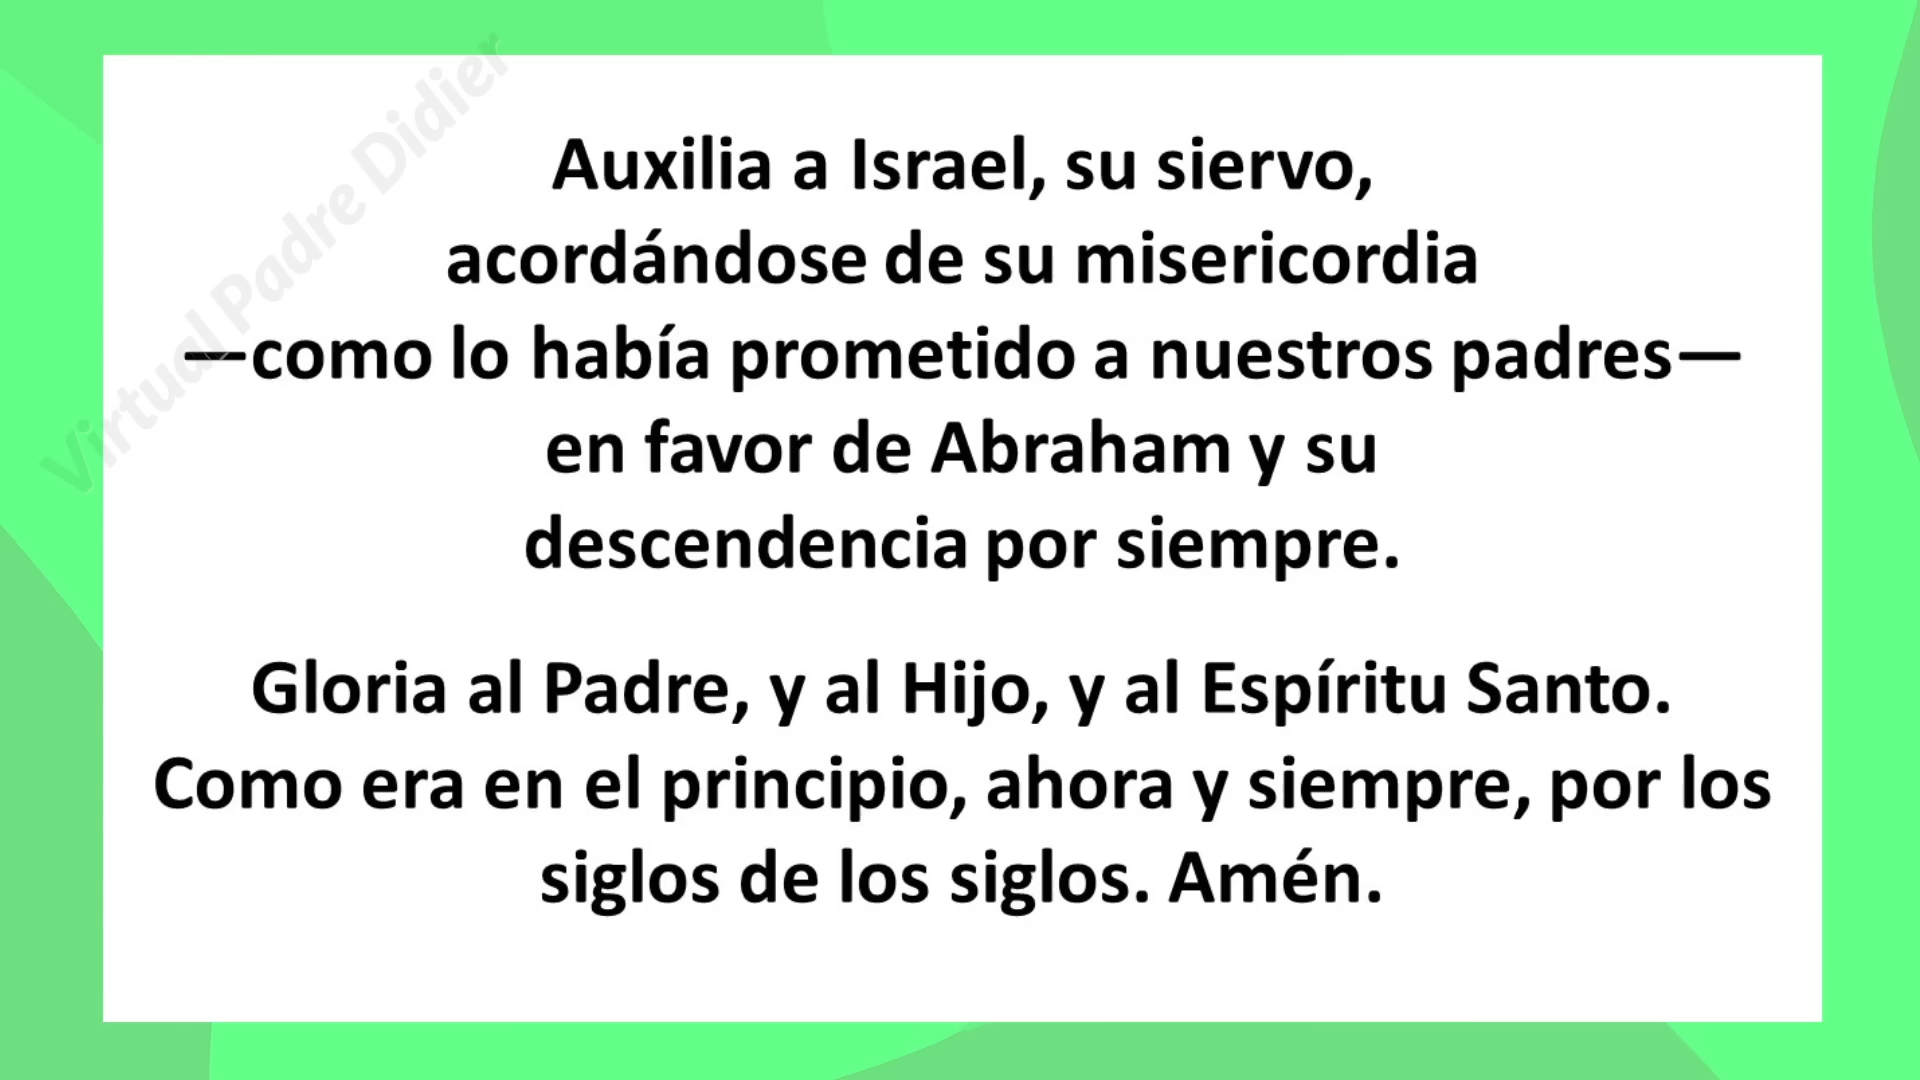 Virtual Padre Didier
Auxilia a Israel, su siervo,
acordándose de su misericordia
—como lo había prometido a nuestros padres—
en favor de Abraham y su
descendencia por siempre.
Gloria al Padre, y al Hijo, y al Espíritu Santo.
Como era en el principio, ahora y siempre, por los
siglos de los siglos. Amén.